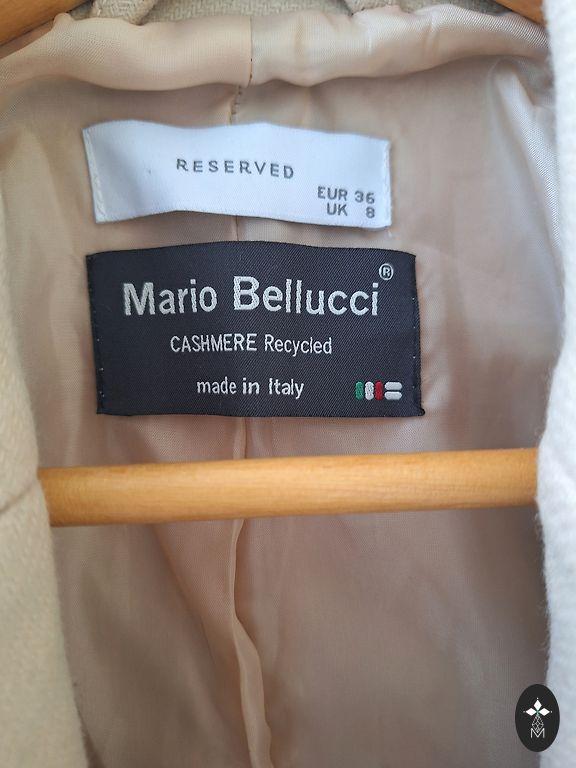 RESERVED
EUR 36
UK 8
Mario Bellucci®
CASHMERE Recycled
made in Italy